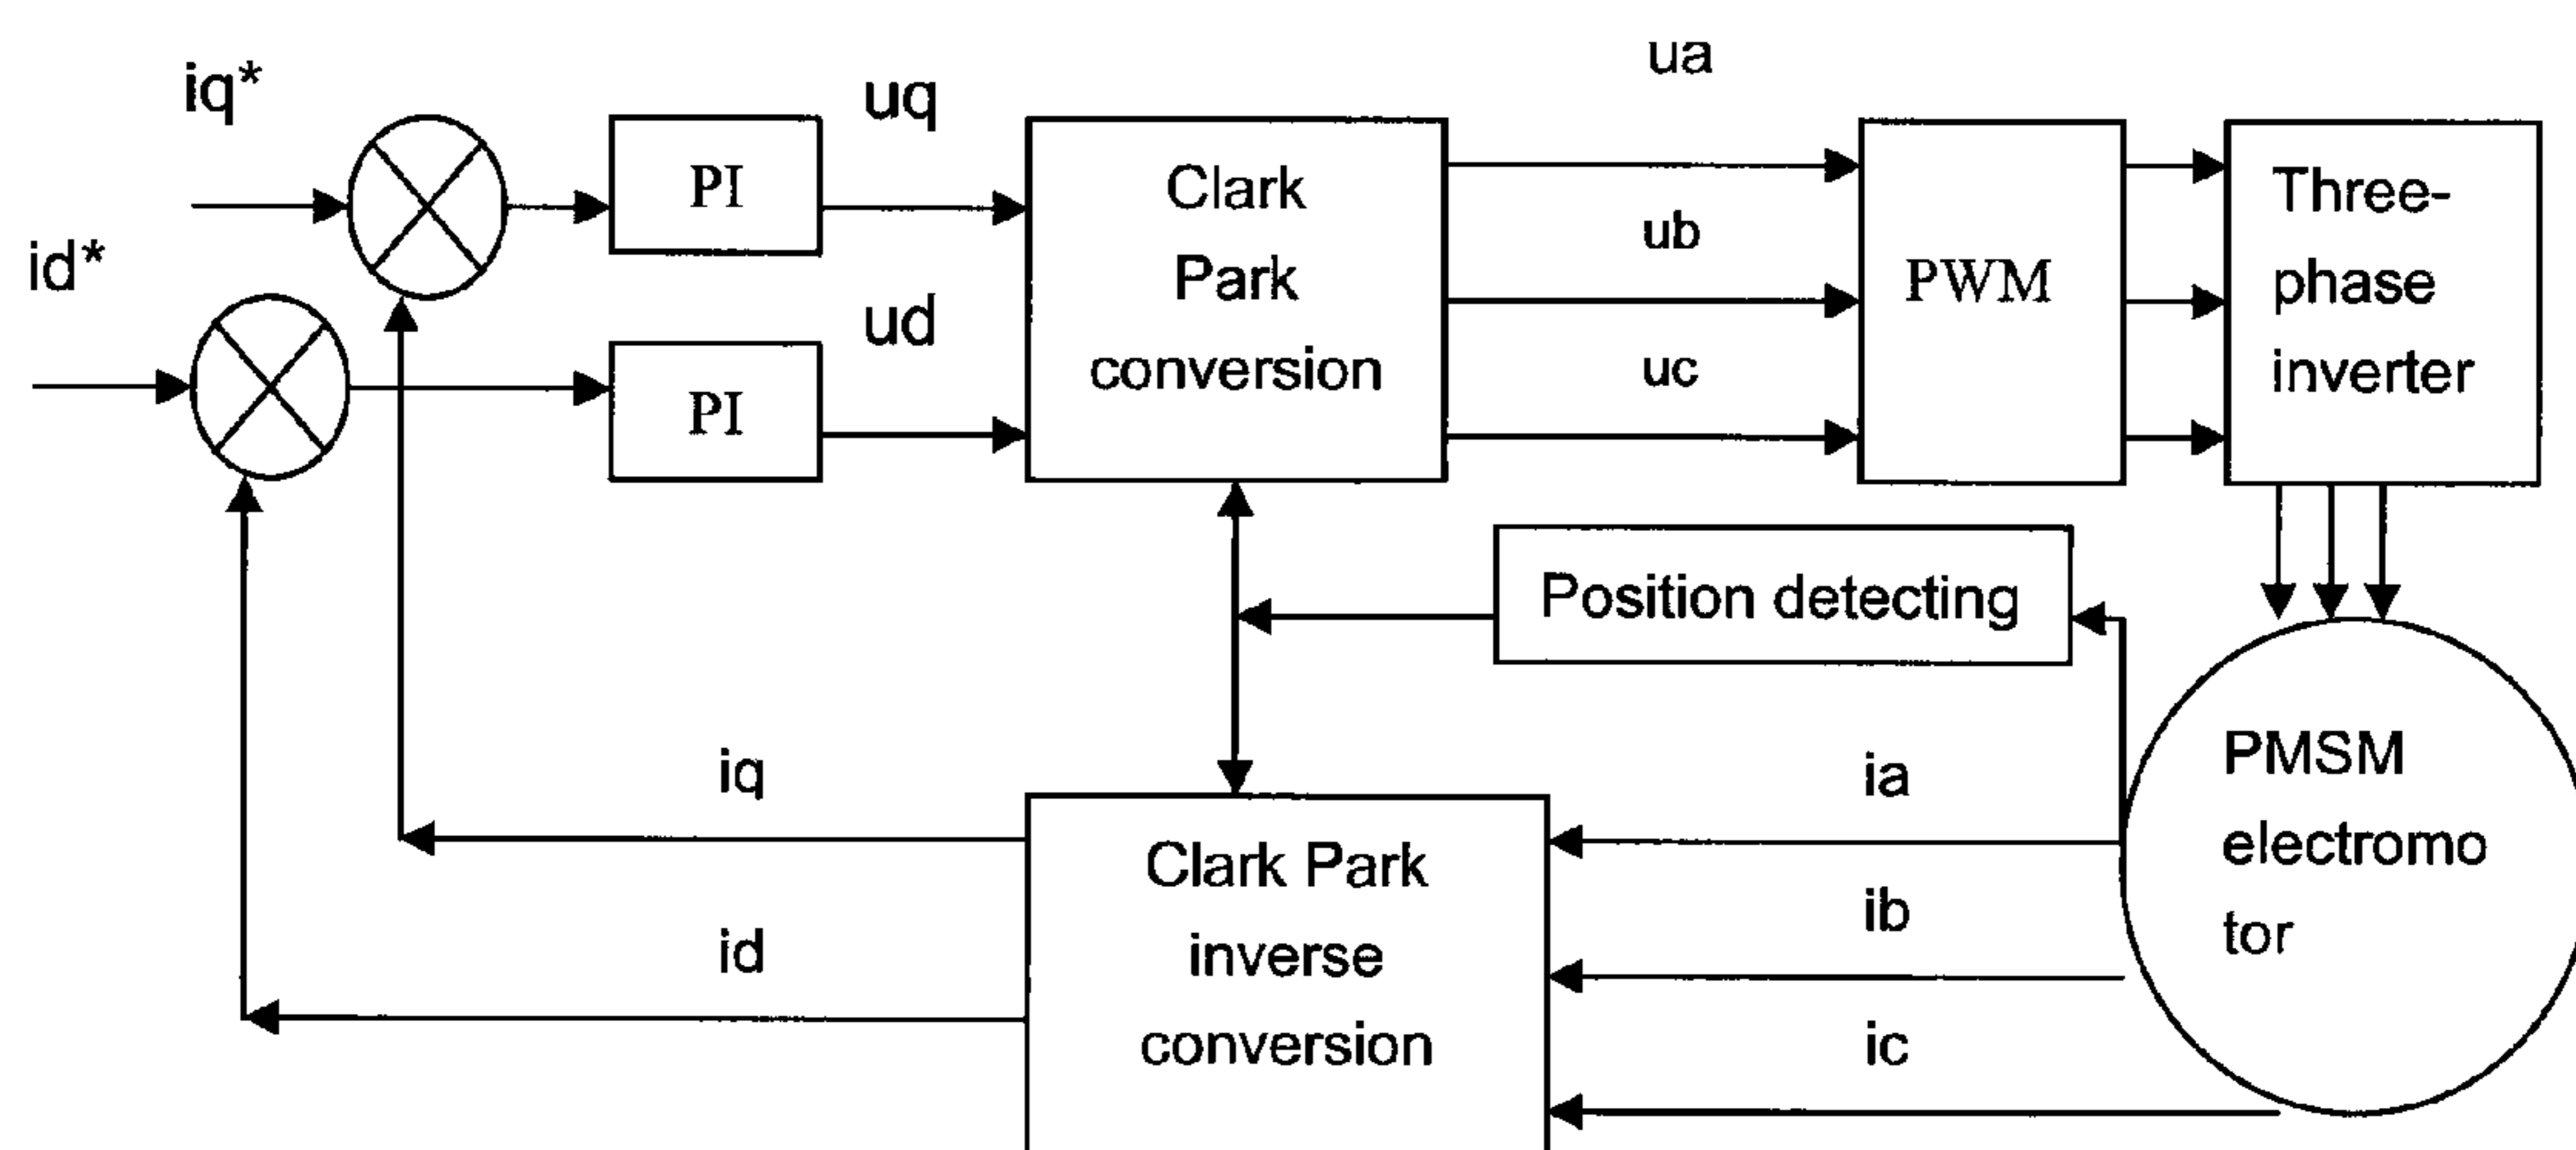 ua
iq*
uq
id*
PI
Clark
Park
conversion
ub
PWM
Three-
phase
inverter
ud
PI
uc
Position detecting
iq
id
Clark Park
inverse
conversion
ia
ib
ic
PMSM
electromo
tor